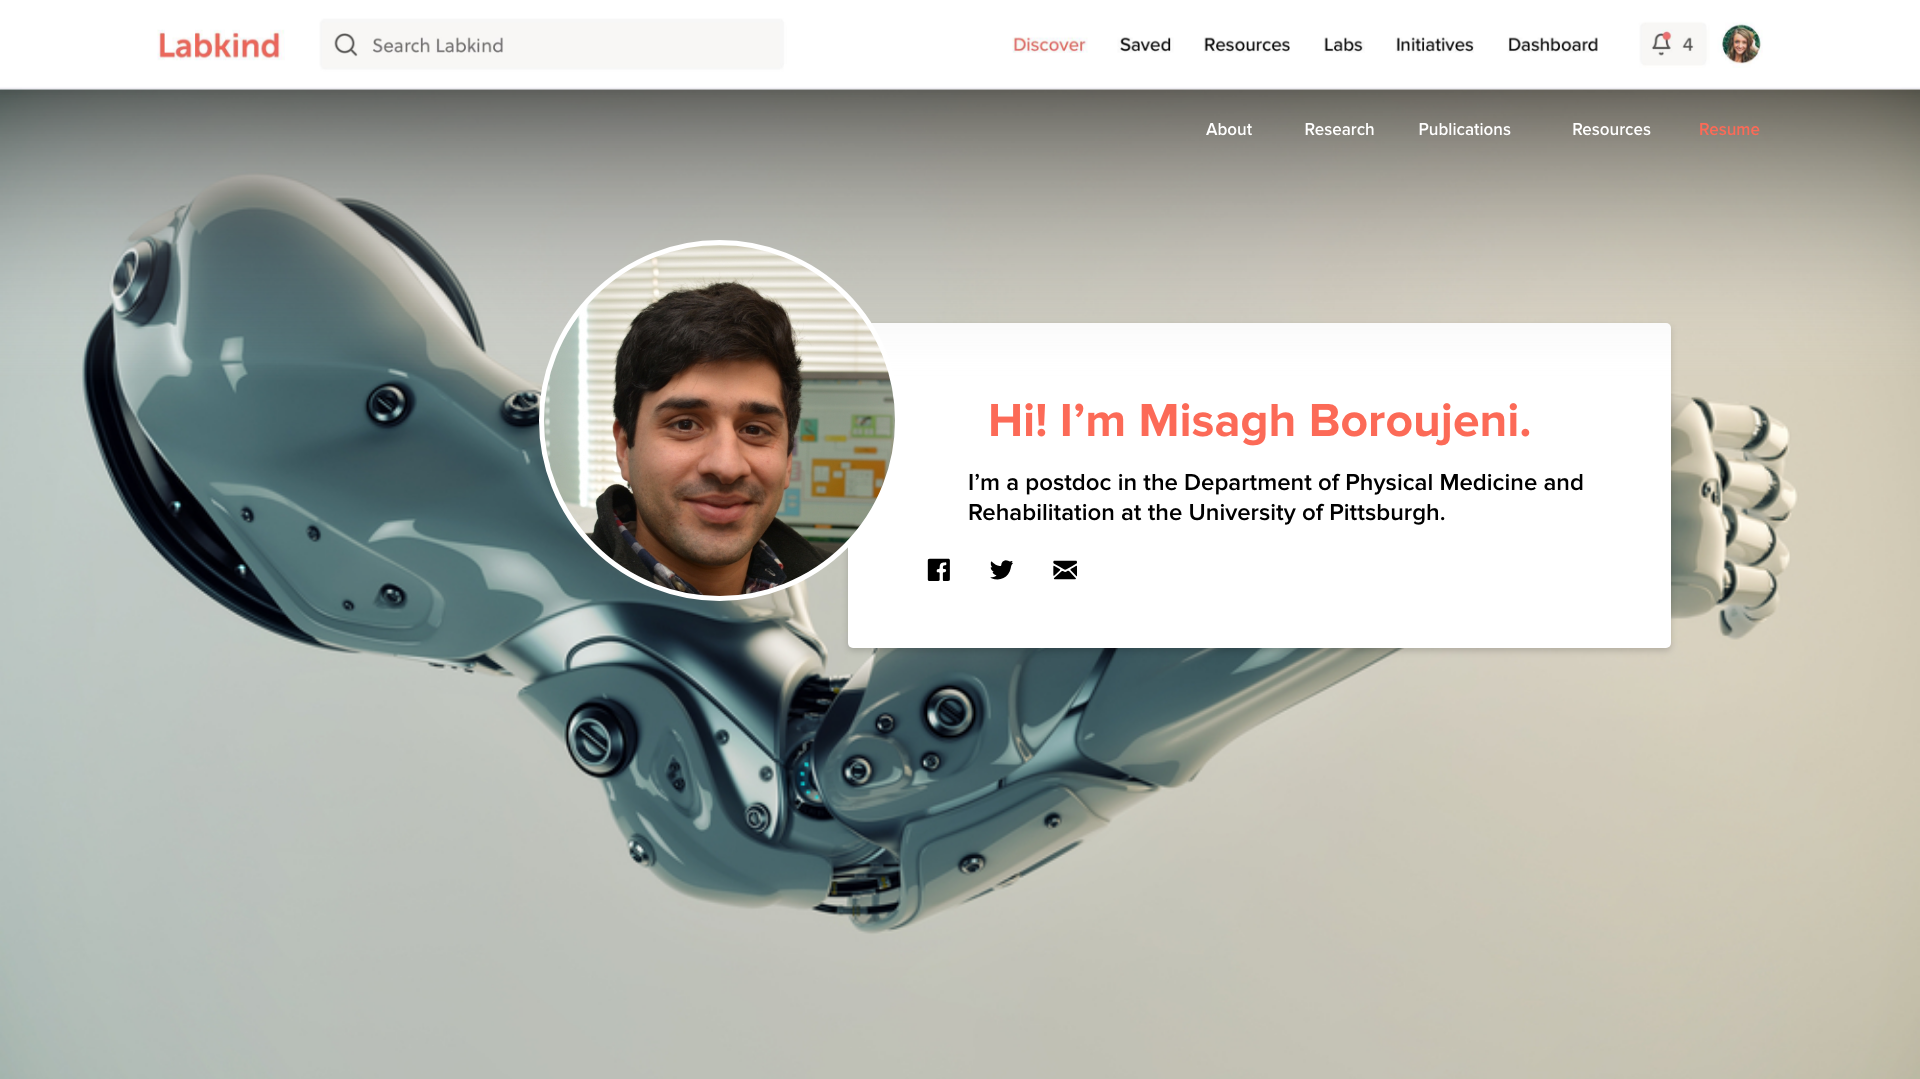 Labkind
Search Labkind
Discover
Saved
Resources
Labs
Initiatives
Dashboard
4
About
Research
Publications
Resources
Resume
Hi! I’m Misagh Boroujeni.
I’m a postdoc in the Department of Physical Medicine and
Rehabilitation at the University of Pittsburgh.